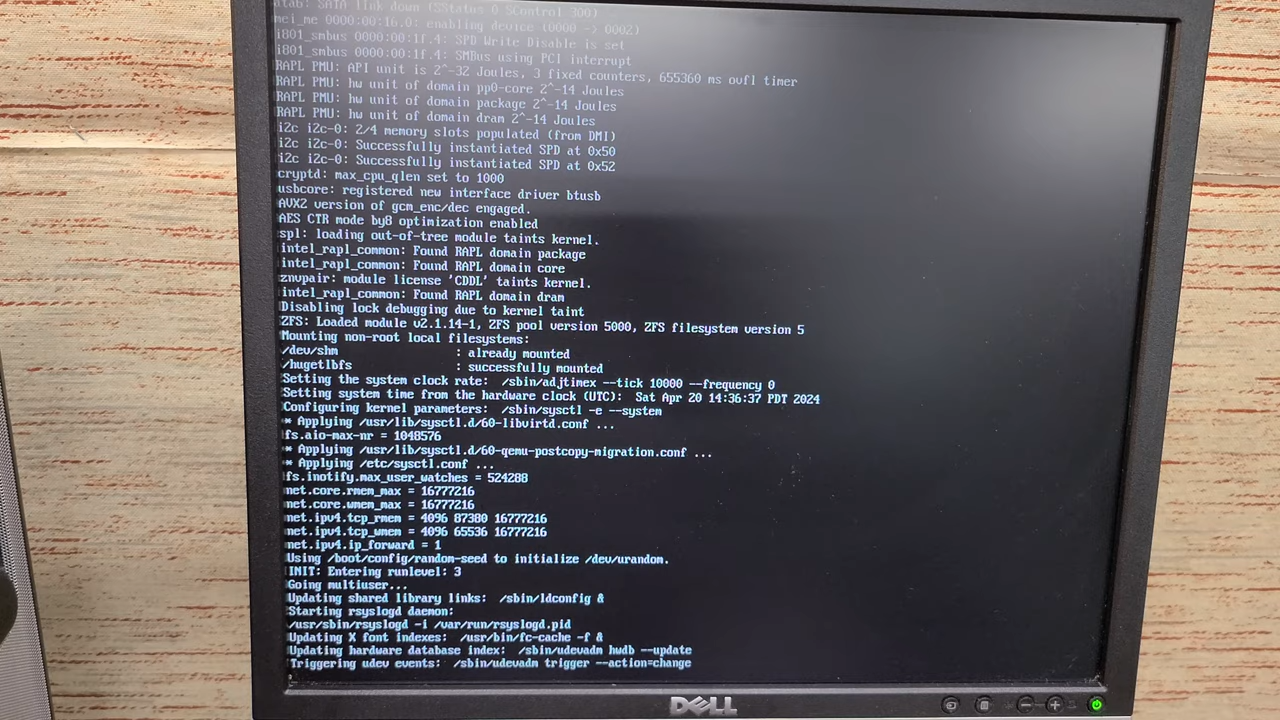 ata6: SATA link down (SStatus 0 SControl 300)
mei_me 0000:00:16.0: enabling device (0000 -> 0002)
i801_smbus 0000:00:1f.4: SPD Write Disable is set
i801_smbus 0000:00:1f.4: SMBus using PCI interrupt
RAPL PMU: API unit is 2^-32 Joules, 3 fixed counters, 655360 ms ovfl timer
RAPL PMU: hw unit of domain pp0-core 2^-14 Joules
RAPL PMU: hw unit of domain package 2^-14 Joules
RAPL PMU: hw unit of domain dram 2^-14 Joules
i2c i2c-0: 2/4 memory slots populated (from DMI)
i2c i2c-0: Successfully instantiated SPD at 0x50
i2c i2c-0: Successfully instantiated SPD at 0x52
cryptd: max_cpu_qlen set to 1000
usbcore: registered new interface driver btusb
AVX2 version of gcm_enc/dec engaged.
AES CTR mode by8 optimization enabled
spl: loading out-of-tree module taints kernel.
intel_rapl_common: Found RAPL domain package
intel_rapl_common: Found RAPL domain core
znvpair: module license 'CDDL' taints kernel.
intel_rapl_common: Found RAPL domain dram
Disabling lock debugging due to kernel taint
ZFS: Loaded module v2.1.14-1, ZFS pool version 5000, ZFS filesystem version 5
Mounting non-root local filesystems:
/dev/shm : already mounted
/hugetlbfs : successfully mounted
Setting the system clock rate: /sbin/adjtimex --tick 10000 --frequency 0
Setting system time from the hardware clock (UTC): Sat Apr 20 14:36:37 PDT 2024
Configuring kernel parameters: /sbin/sysctl -e --system
* Applying /usr/lib/sysctl.d/60-libvirtd.conf ...
fs.aio-max-nr = 1048576
* Applying /usr/lib/sysctl.d/60-qemu-postcopy-migration.conf ...
* Applying /etc/sysctl.conf ...
fs.inotify.max_user_watches = 524288
net.core.rmem_max = 16777216
net.core.wmem_max = 16777216
net.ipv4.tcp_rmem = 4096 87380 16777216
net.ipv4.tcp_wmem = 4096 65536 16777216
net.ipv4.ip_forward = 1
Using /boot/config/random-seed to initialize /dev/urandom.
INIT: Entering runlevel: 3
Going multiuser...
Updating shared library links: /sbin/ldconfig &
Starting rsyslogd daemon:
/usr/sbin/rsyslogd -i /var/run/rsyslogd.pid
Updating X font indexes: /usr/bin/fc-cache -f &
Updating hardware database index: /sbin/udevadm hwdb --update
Triggering udev events: /sbin/udevadm trigger --action=change
DELL